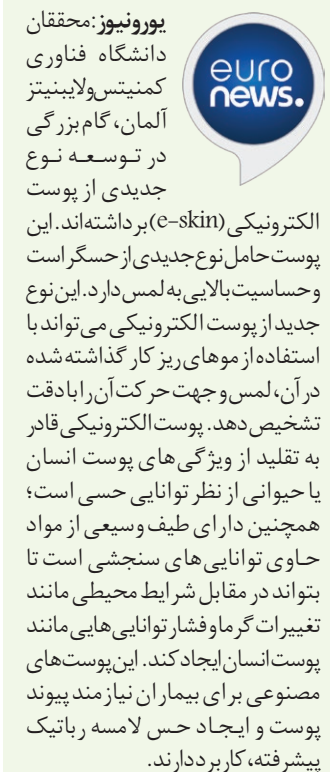 euro
news.
یورونیوز:محققان
دانشگاه فناوری
کمنیتس‌ولایبنیتز
آلمان، گام بزرگی
در توسعه نوع
جدیدی از پوست
الکترونیکی (e-skin) برداشته‌اند. این
پوست حامل نوع جدیدی از حسگر است
و حساسیت بالایی به لمس دارد. این نوع
جدید از پوست الکترونیکی می‌تواند با
استفاده از موهای ریز کار گذاشته شده
در آن، لمس و جهت حرکت آن را با دقت
تشخیص دهد. پوست الکترونیکی قادر
به تقلید از ویژگی‌های پوست انسان
یا حیوانی از نظر توانایی حسی است؛
همچنین دارای طیف وسیعی از مواد
حاوی توانایی‌های سنجشی است تا
بتواند در مقابل شرایط محیطی مانند
تغییرات گرما و فشار توانایی‌هایی مانند
پوست انسان ایجاد کند. این پوست‌های
مصنوعی برای بیماران نیازمند پیوند
پوست و ایجاد حس لامسه رباتیک
پیشرفته، کاربرد دارند.